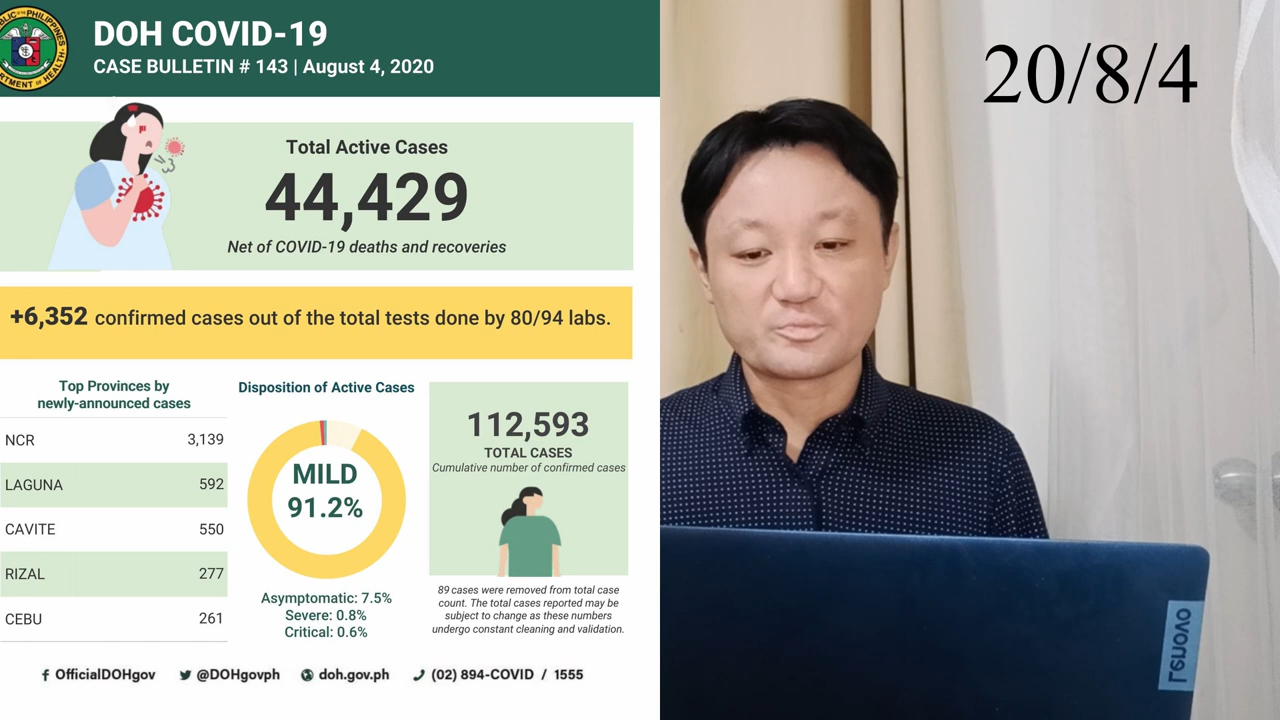 DOH COVID-19
CASE BULLETIN # 143 | August 4, 2020
Total Active Cases
44,429
Net of COVID-19 deaths and recoveries
+6,352 confirmed cases out of the total tests done by 80/94 labs.
Top Provinces by
newly-announced cases
NCR 3,139
LAGUNA 592
CAVITE 550
RIZAL 277
CEBU 261
Disposition of Active Cases
MILD
91.2%
Asymptomatic: 7.5%
Severe: 0.8%
Critical: 0.6%
112,593
TOTAL CASES
Cumulative number of confirmed cases
89 cases were removed from total case
count. The total cases reported may be
subject to change as these numbers
undergo constant cleaning and validation.
OfficialDOHgov @DOHgovph doh.gov.ph (02) 894-COVID / 1555
20/8/4
Lenovo